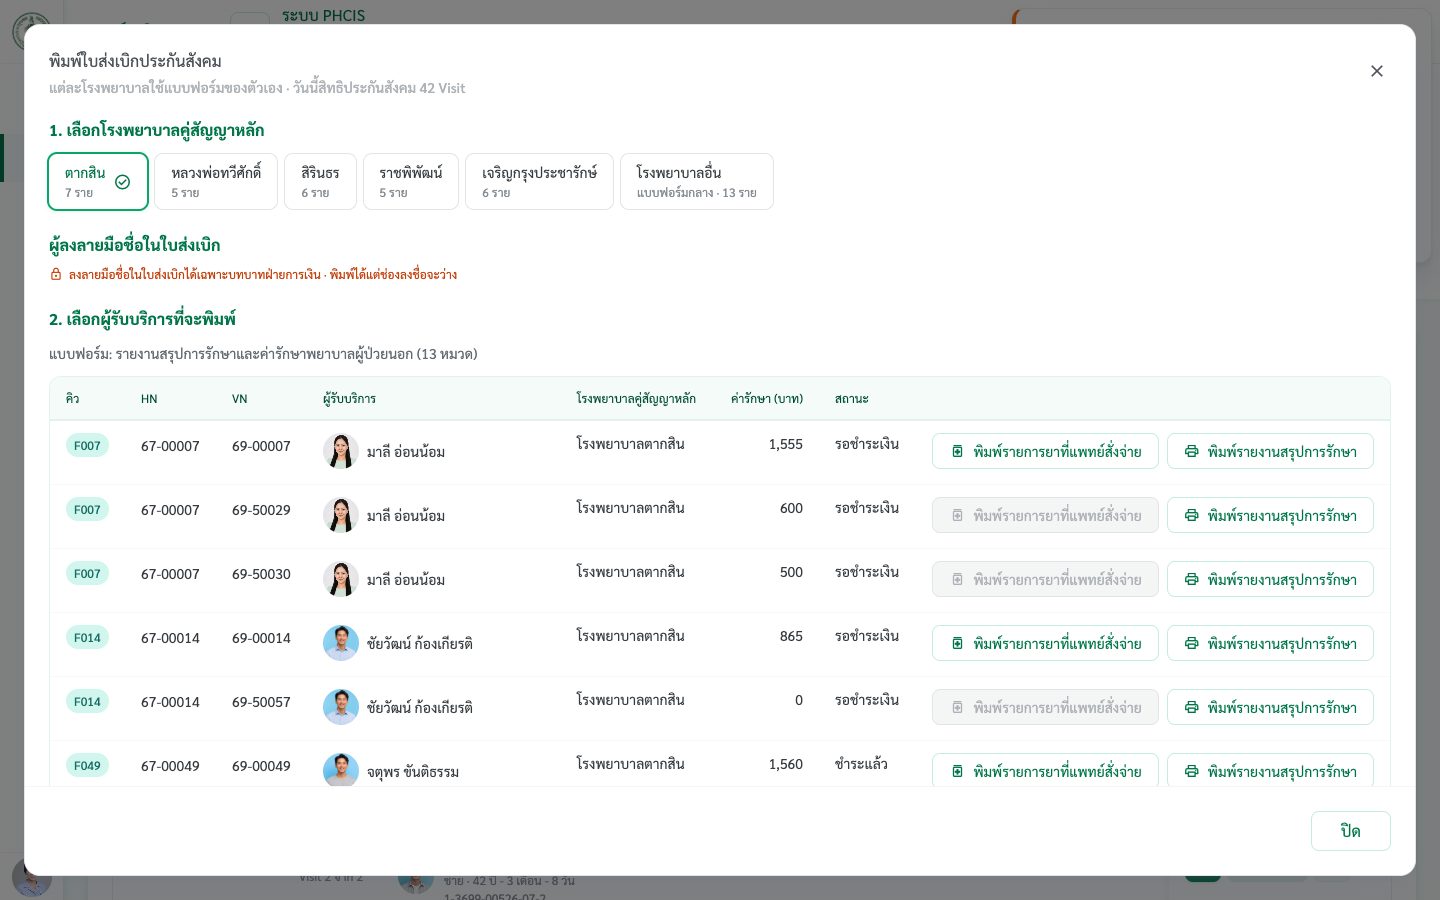 ระบบ PHCIS
พิมพ์ใบส่งเบิกประกันสังคม
แต่ละโรงพยาบาลใช้แบบฟอร์มของตัวเอง · วันนี้สิทธิประกันสังคม 42 Visit
1. เลือกโรงพยาบาลคู่สัญญาหลัก
ตากสิน
7 ราย
หลวงพ่อทวีศักดิ์
5 ราย
สิรินธร
6 ราย
ราชพิพัฒน์
5 ราย
เจริญกรุงประชารักษ์
6 ราย
โรงพยาบาลอื่น
แบบฟอร์มกลาง · 13 ราย
ผู้ลงลายมือชื่อในใบส่งเบิก
ลงลายมือชื่อในใบส่งเบิกได้เฉพาะบทบาทฝ่ายการเงิน · พิมพ์ได้แต่ช่องลงชื่อจะว่าง
2. เลือกผู้รับบริการที่จะพิมพ์
แบบฟอร์ม: รายงานสรุปการรักษาและค่ารักษาพยาบาลผู้ป่วยนอก (13 หมวด)
คิว HN VN ผู้รับบริการ โรงพยาบาลคู่สัญญาหลัก ค่ารักษา (บาท) สถานะ
F007 67-00007 69-00007 มาลี อ่อนน้อม โรงพยาบาลตากสิน 1,555 รอชำระเงิน พิมพ์รายการยาที่แพทย์สั่งจ่าย พิมพ์รายงานสรุปการรักษา
F007 67-00007 69-50029 มาลี อ่อนน้อม โรงพยาบาลตากสิน 600 รอชำระเงิน พิมพ์รายการยาที่แพทย์สั่งจ่าย พิมพ์รายงานสรุปการรักษา
F007 67-00007 69-50030 มาลี อ่อนน้อม โรงพยาบาลตากสิน 500 รอชำระเงิน พิมพ์รายการยาที่แพทย์สั่งจ่าย พิมพ์รายงานสรุปการรักษา
F014 67-00014 69-00014 ชัยวัฒน์ ก้องเกียรติ โรงพยาบาลตากสิน 865 รอชำระเงิน พิมพ์รายการยาที่แพทย์สั่งจ่าย พิมพ์รายงานสรุปการรักษา
F014 67-00014 69-50057 ชัยวัฒน์ ก้องเกียรติ โรงพยาบาลตากสิน 0 รอชำระเงิน พิมพ์รายการยาที่แพทย์สั่งจ่าย พิมพ์รายงานสรุปการรักษา
F049 67-00049 69-00049 จตุพร ขันติธรรม โรงพยาบาลตากสิน 1,560 ชำระแล้ว พิมพ์รายการยาที่แพทย์สั่งจ่าย พิมพ์รายงานสรุปการรักษา
ปิด
Visit 2 จาก 2
ชาย · 42 ปี - 3 เดือน - 8 วัน
1-3699-00526-07-2